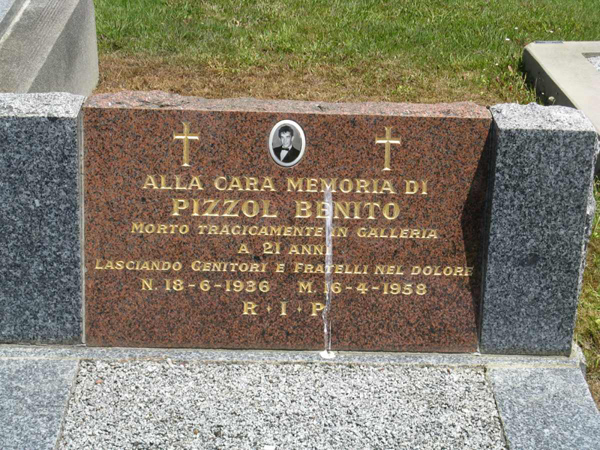 ALLA CARA MEMORIA DI
PIZZOL BENITO
MORTO TRAGICAMENTE IN GALLERIA
A 21 ANNI
LASCIANDO GENITORI E FRATELLI NEL DOLORE
N. 18-6-1936 M. 16-4-1958
R · I · P